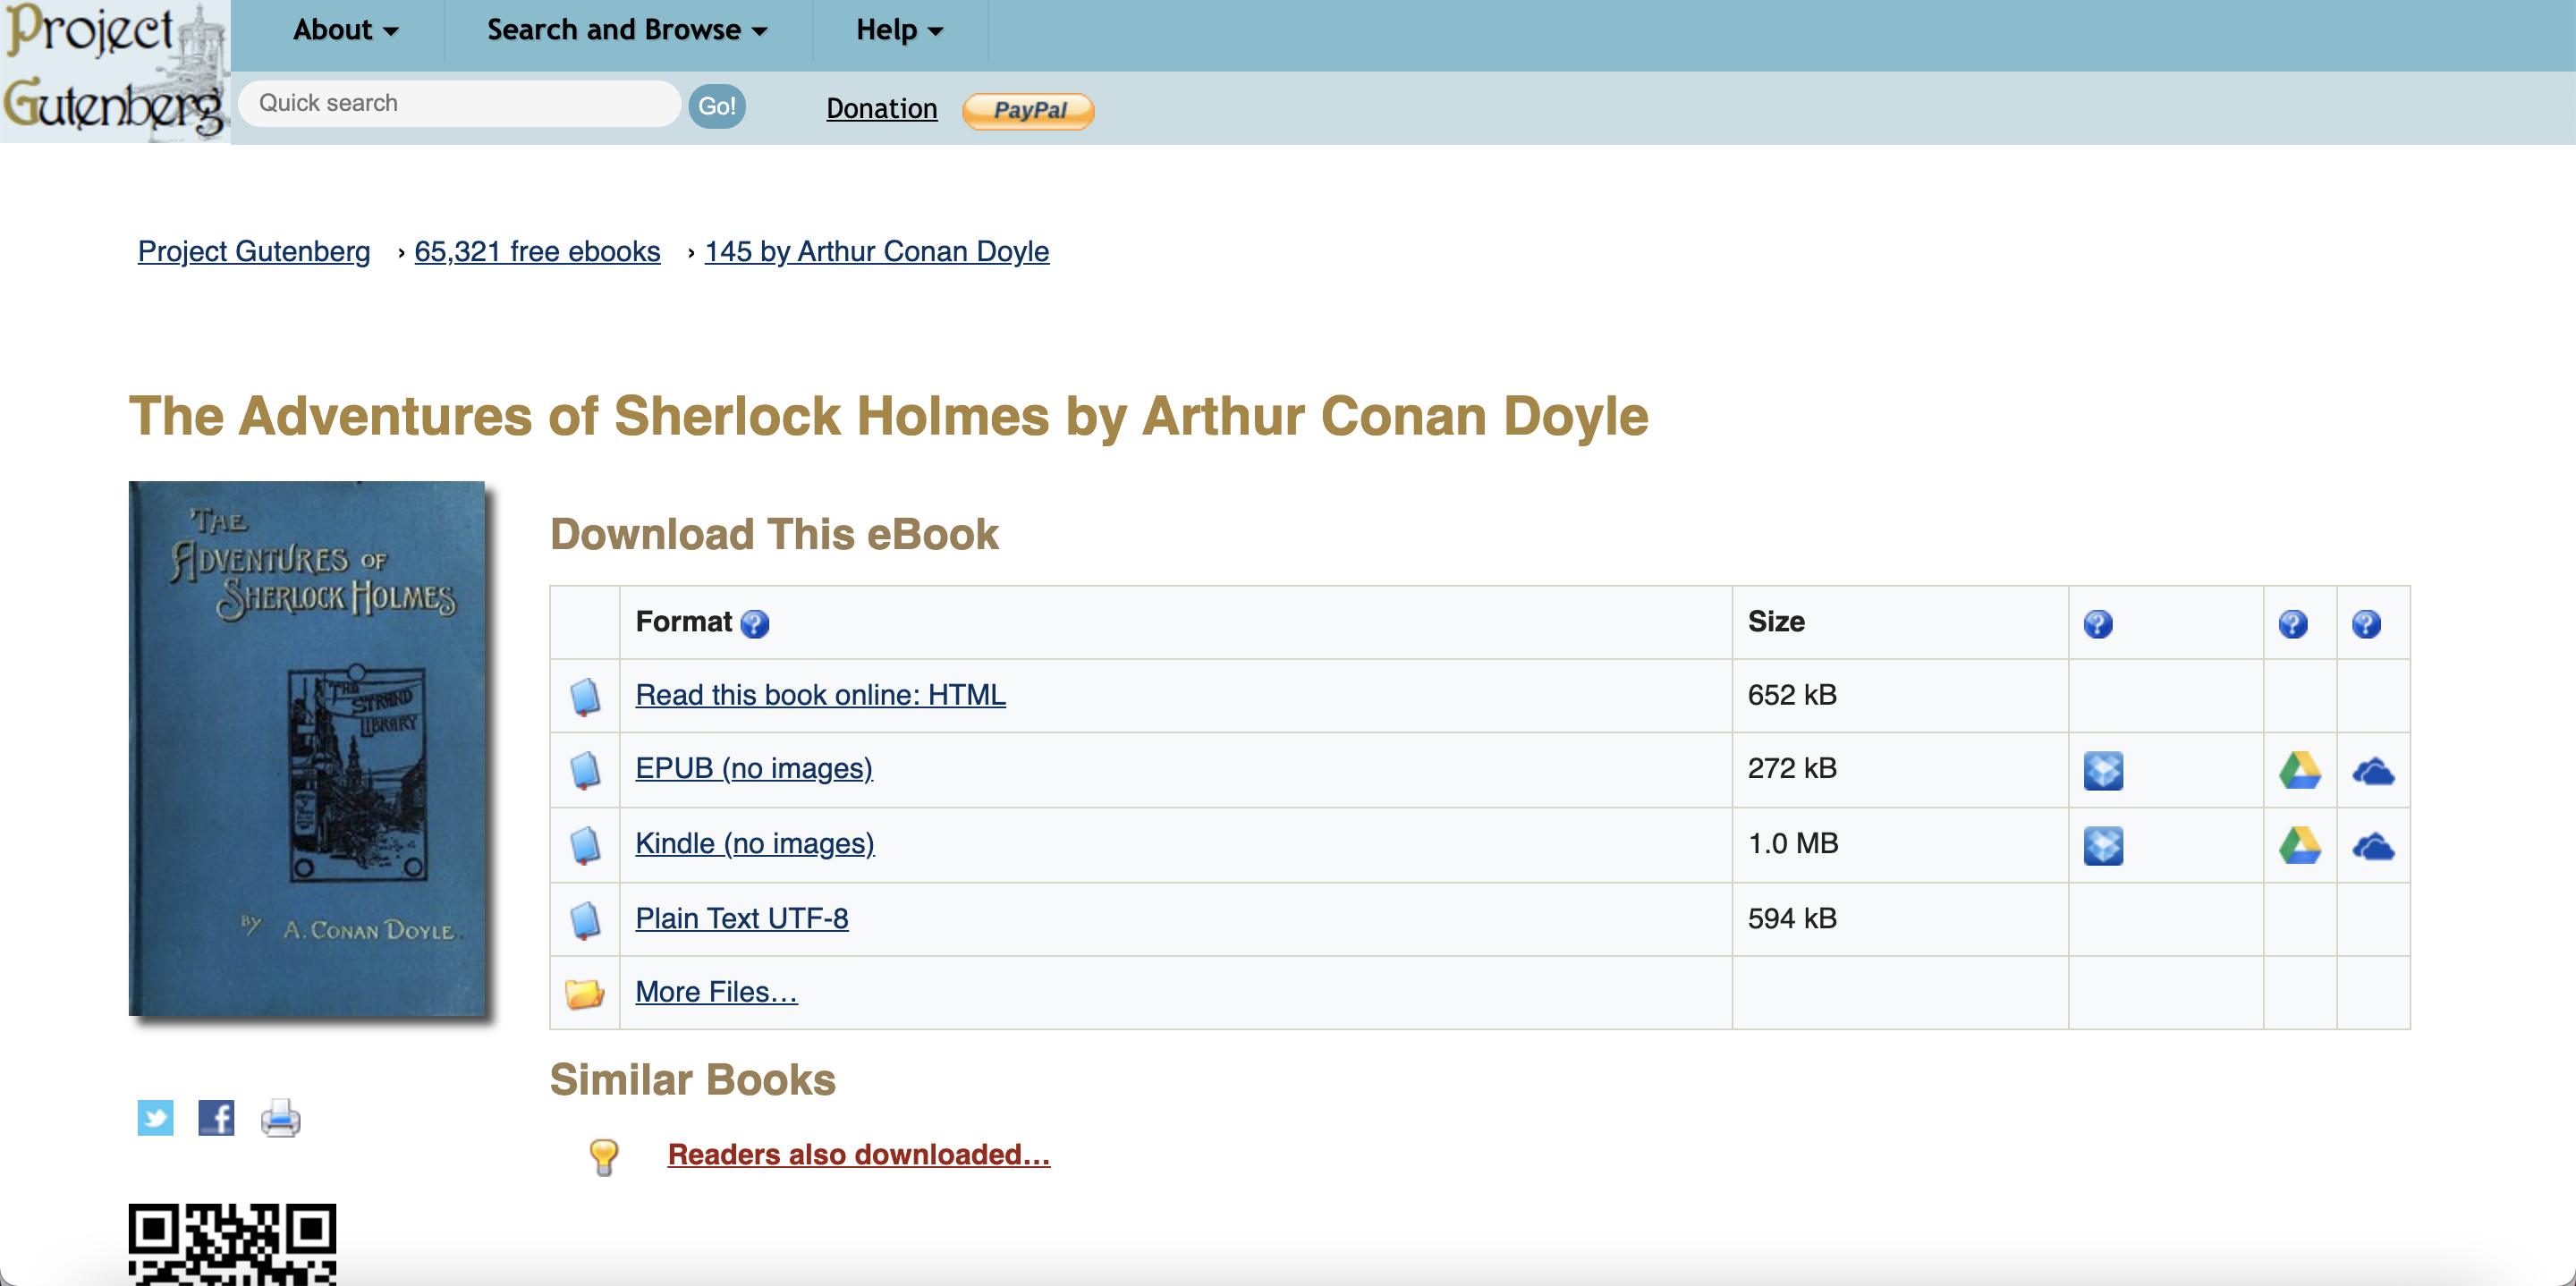 Project
Gutenberg
About ▾
Search and Browse ▾
Help ▾
Quick search
Go!
Donation
PayPal
Project Gutenberg › 65,321 free ebooks › 145 by Arthur Conan Doyle
The Adventures of Sherlock Holmes by Arthur Conan Doyle
THE
ADVENTURES OF
SHERLOCK HOLMES
THE
STRAND
LIBRARY
BY A. CONAN DOYLE.
Download This eBook
Format ? Size ? ? ?
Read this book online: HTML 652 kB
EPUB (no images) 272 kB
Kindle (no images) 1.0 MB
Plain Text UTF-8 594 kB
More Files…
Similar Books
Readers also downloaded…